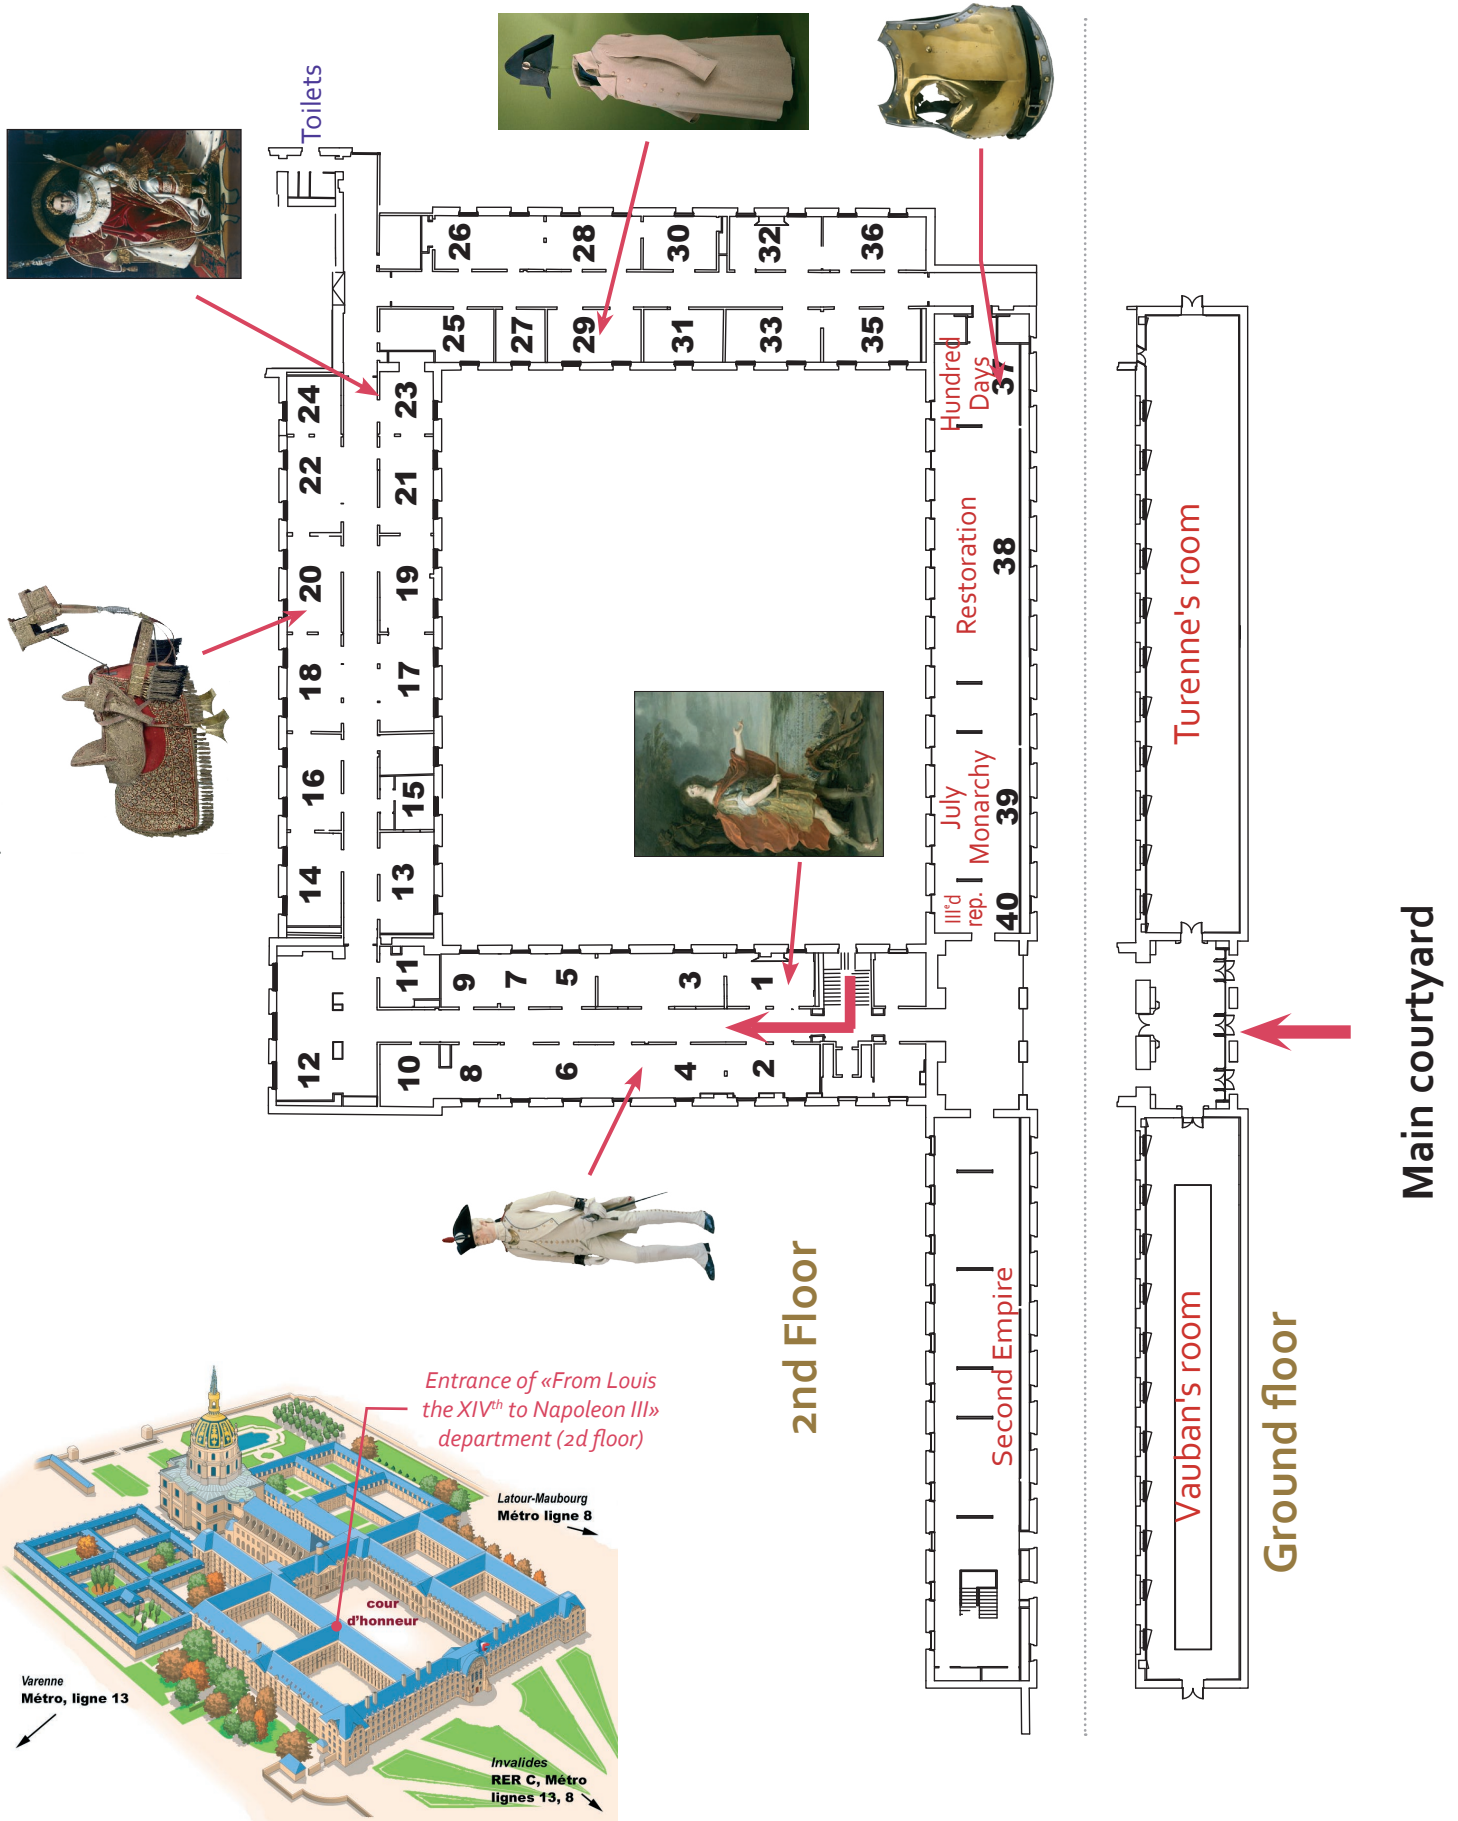 Toilets
26
28
30
32
36
25
27
29
31
33
35
24
22
20
18
16
14
23
21
19
17
15
13
12
11
10
9
7
5
3
1
8
6
4
2
Hundred
Days
37
Restoration
38
July
Monarchy
39
IIIᵉd
rep.
40
Second Empire
2nd Floor
Turenne's room
Vauban's room
Ground floor
Main courtyard
Entrance of «From Louis
the XIVth to Napoleon III»
department (2d floor)
Latour-Maubourg
Métro ligne 8
cour
d'honneur
Varenne
Métro, ligne 13
Invalides
RER C, Métro
lignes 13, 8